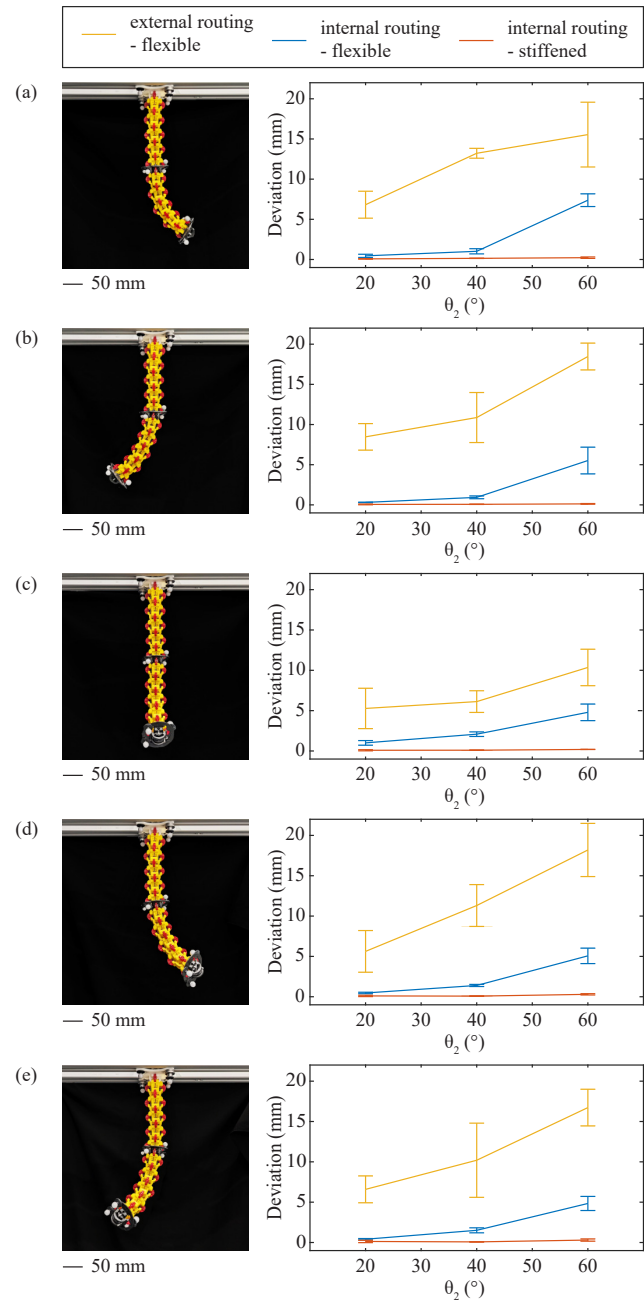 external routing
- flexible
internal routing
- flexible
internal routing
- stiffened
(a)
50 mm
Deviation (mm)
20
15
10
5
0
20 30 40 50 60
θ2 (°)
(b)
50 mm
Deviation (mm)
20
15
10
5
0
20 30 40 50 60
θ2 (°)
(c)
50 mm
Deviation (mm)
20
15
10
5
0
20 30 40 50 60
θ2 (°)
(d)
50 mm
Deviation (mm)
20
15
10
5
0
20 30 40 50 60
θ2 (°)
(e)
50 mm
Deviation (mm)
20
15
10
5
0
20 30 40 50 60
θ2 (°)